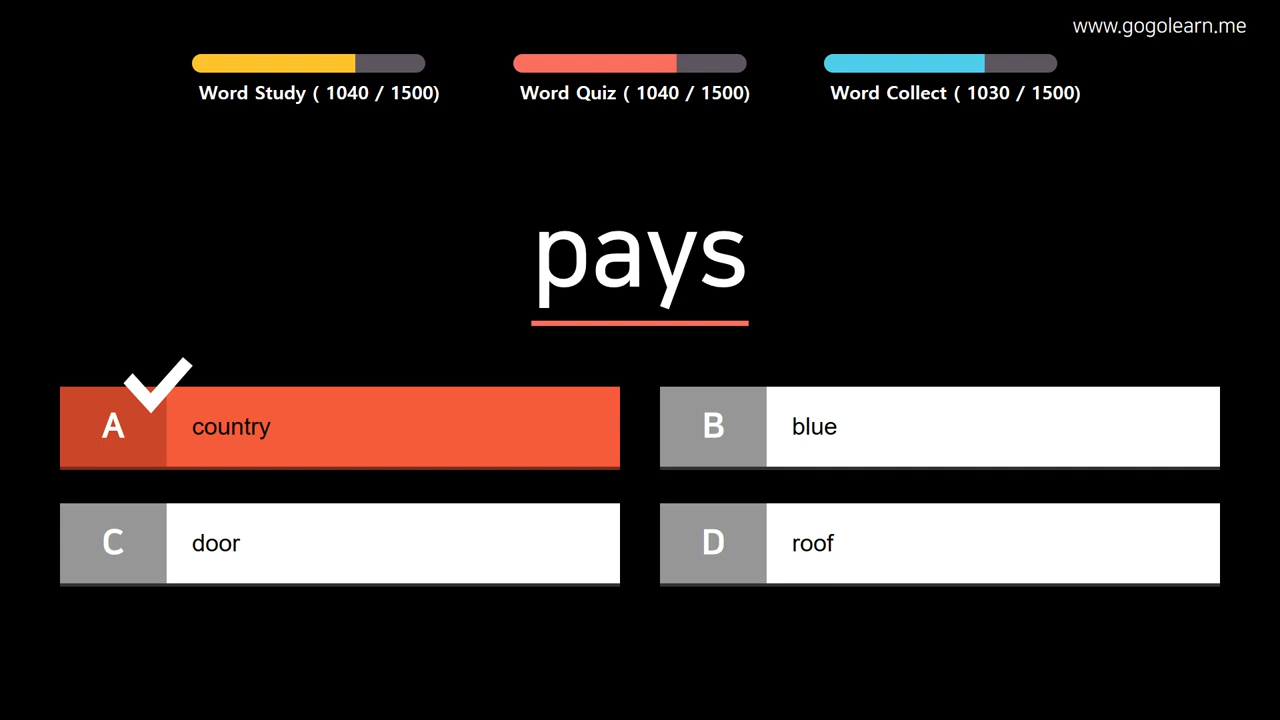 www.gogolearn.me
Word Study ( 1040 / 1500)
Word Quiz ( 1040 / 1500)
Word Collect ( 1030 / 1500)
pays
A country
B blue
C door
D roof